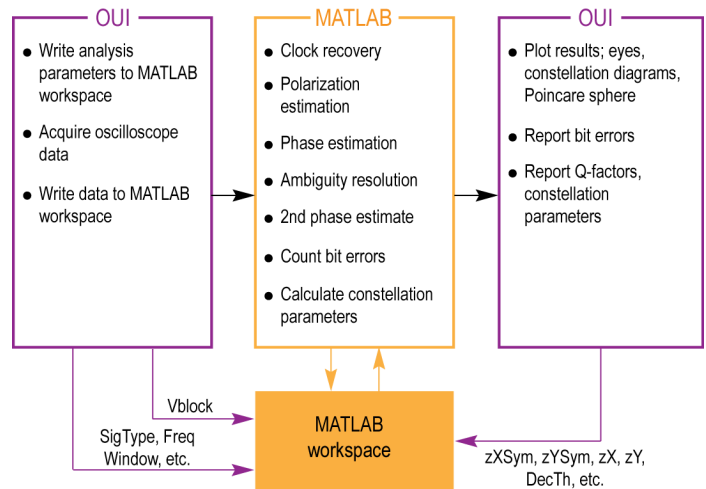 OUI
● Write analysis
parameters to MATLAB
workspace
● Acquire oscilloscope
data
● Write data to MATLAB
workspace
MATLAB
● Clock recovery
● Polarization
estimation
● Phase estimation
● Ambiguity resolution
● 2nd phase estimate
● Count bit errors
● Calculate constellation
parameters
OUI
● Plot results; eyes,
constellation diagrams,
Poincare sphere
● Report bit errors
● Report Q-factors,
constellation
parameters
Vblock
SigType, Freq
Window, etc.
MATLAB
workspace
zXSym, zYSym, zX, zY,
DecTh, etc.